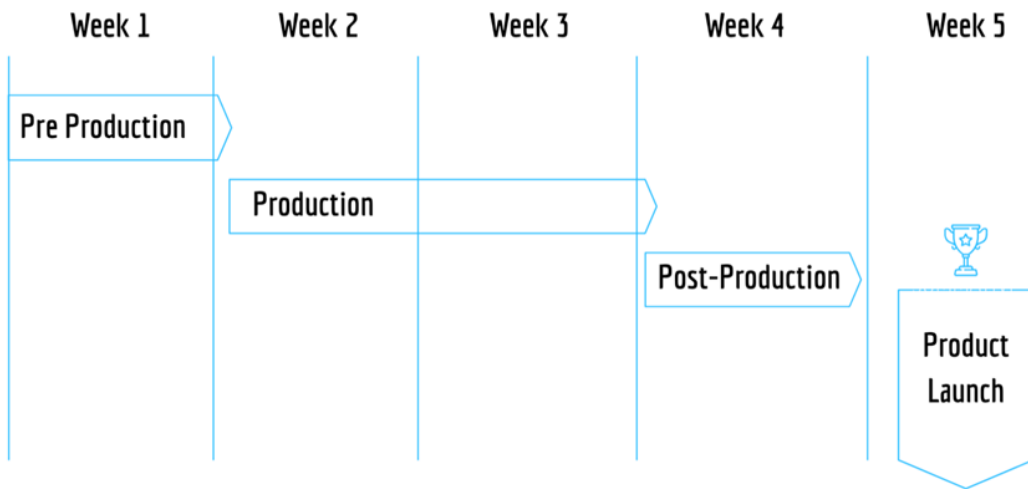 Week 1 Week 2 Week 3 Week 4 Week 5
Pre Production
Production
Post-Production
Product
Launch